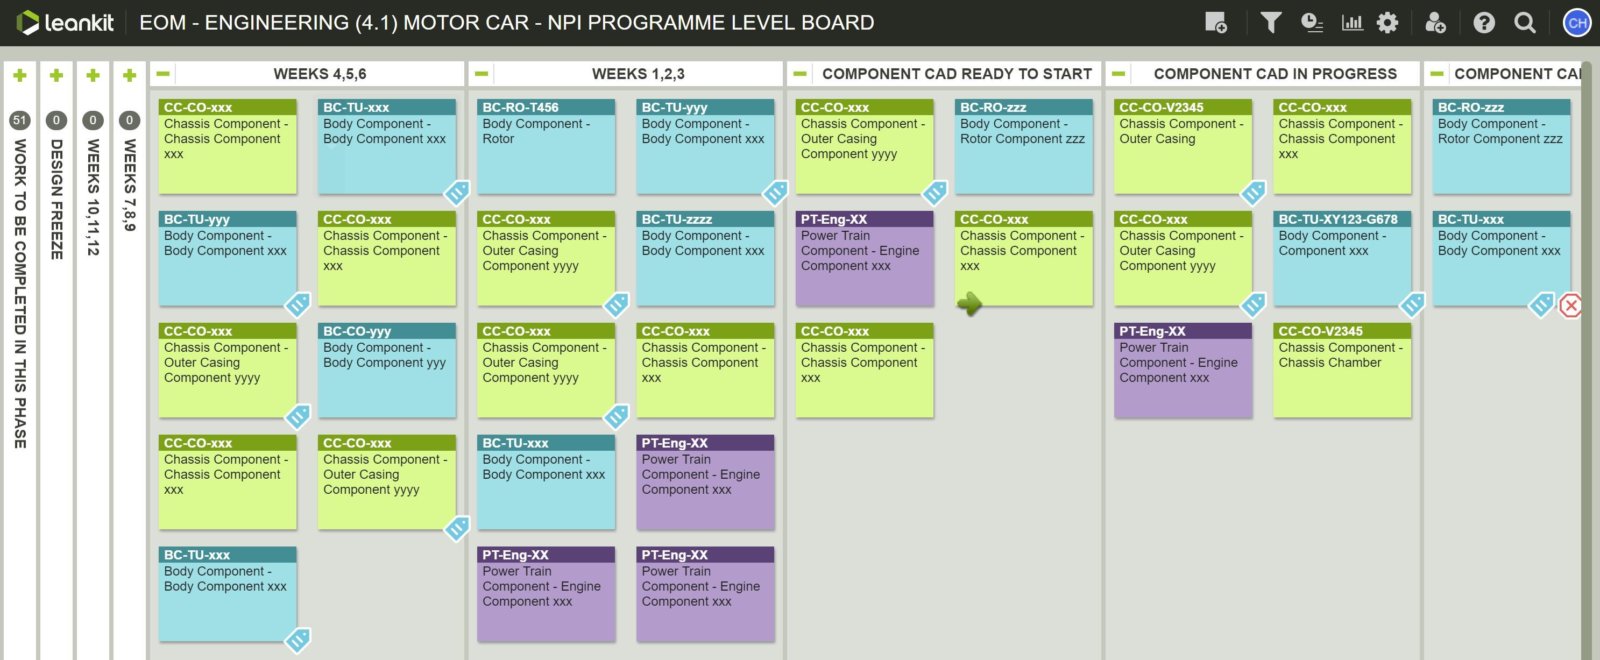 leankit
EOM - ENGINEERING (4.1) MOTOR CAR - NPI PROGRAMME LEVEL BOARD
CH
51
WORK TO BE COMPLETED IN THIS PHASE
0
DESIGN FREEZE
0
WEEKS 10,11,12
0
WEEKS 7,8,9
WEEKS 4,5,6
CC-CO-xxx
Chassis Component -
Chassis Component
xxx
BC-TU-xxx
Body Component -
Body Component xxx
BC-TU-yyy
Body Component -
Body Component xxx
CC-CO-xxx
Chassis Component -
Chassis Component
xxx
CC-CO-xxx
Chassis Component -
Outer Casing
Component yyyy
BC-CO-yyy
Body Component -
Body Component yyy
CC-CO-xxx
Chassis Component -
Chassis Component
xxx
CC-CO-xxx
Chassis Component -
Outer Casing
Component yyyy
BC-TU-xxx
Body Component -
Body Component xxx
WEEKS 1,2,3
BC-RO-T456
Body Component -
Rotor
BC-TU-yyy
Body Component -
Body Component xxx
CC-CO-xxx
Chassis Component -
Outer Casing
Component yyyy
BC-TU-zzzz
Body Component -
Body Component xxx
CC-CO-xxx
Chassis Component -
Outer Casing
Component yyyy
CC-CO-xxx
Chassis Component -
Chassis Component
xxx
BC-TU-xxx
Body Component -
Body Component xxx
PT-Eng-XX
Power Train
Component - Engine
Component xxx
PT-Eng-XX
Power Train
Component - Engine
Component xxx
PT-Eng-XX
Power Train
Component - Engine
Component xxx
COMPONENT CAD READY TO START
CC-CO-xxx
Chassis Component -
Outer Casing
Component yyyy
BC-RO-zzz
Body Component -
Rotor Component zzz
PT-Eng-XX
Power Train
Component - Engine
Component xxx
CC-CO-xxx
Chassis Component -
Chassis Component
xxx
CC-CO-xxx
Chassis Component -
Chassis Component
xxx
COMPONENT CAD IN PROGRESS
CC-CO-V2345
Chassis Component -
Outer Casing
CC-CO-xxx
Chassis Component -
Chassis Component
xxx
CC-CO-xxx
Chassis Component -
Outer Casing
Component yyyy
BC-TU-XY123-G678
Body Component -
Component xxx
PT-Eng-XX
Power Train
Component - Engine
Component xxx
CC-CO-V2345
Chassis Component -
Chassis Chamber
COMPONENT CA
BC-RO-zzz
Body Component -
Rotor Component zzz
BC-TU-xxx
Body Component -
Body Component xxx